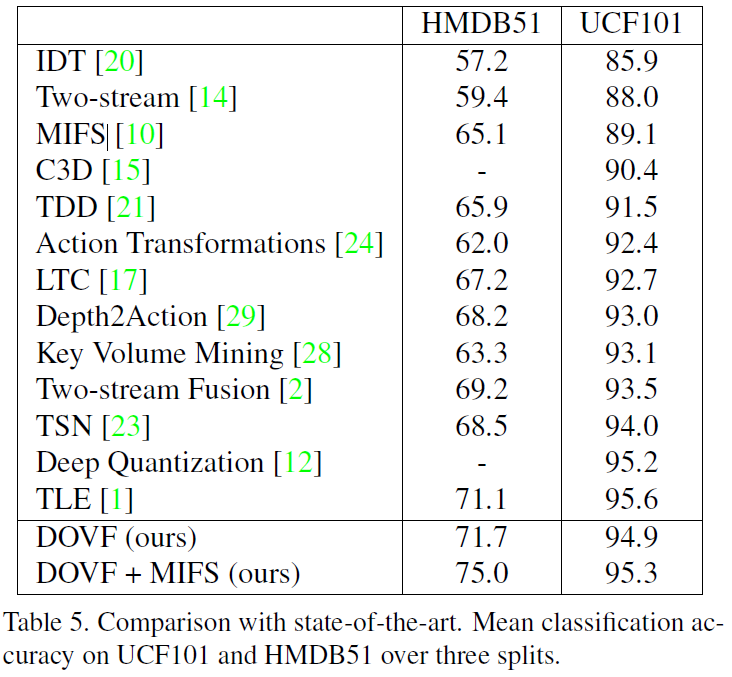 HMDB51 UCF101
IDT [20] 57.2 85.9
Two-stream [14] 59.4 88.0
MIFS [10] 65.1 89.1
C3D [15] - 90.4
TDD [21] 65.9 91.5
Action Transformations [24] 62.0 92.4
LTC [17] 67.2 92.7
Depth2Action [29] 68.2 93.0
Key Volume Mining [28] 63.3 93.1
Two-stream Fusion [2] 69.2 93.5
TSN [23] 68.5 94.0
Deep Quantization [12] - 95.2
TLE [1] 71.1 95.6
DOVF (ours) 71.7 94.9
DOVF + MIFS (ours) 75.0 95.3
Table 5. Comparison with state-of-the-art. Mean classification ac-
curacy on UCF101 and HMDB51 over three splits.